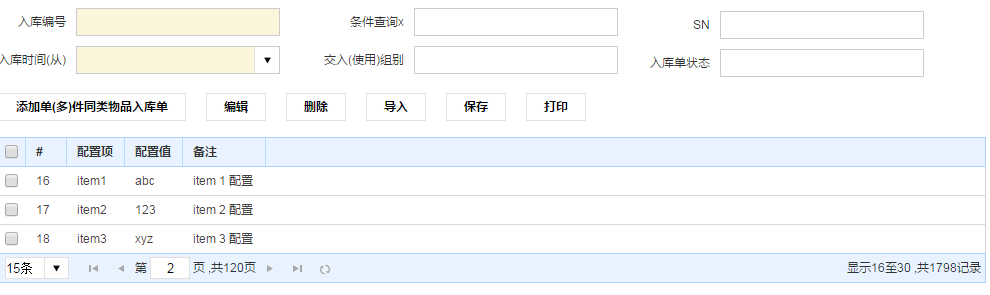 入库编号 条件查询x SN
入库时间(从) 交入(使用)组别 入库单状态
添加单(多)件同类物品入库单 编辑 删除 导入 保存 打印
# 配置项 配置值 备注
16 item1 abc item 1 配置
17 item2 123 item 2 配置
18 item3 xyz item 3 配置
15条 第 2 页 ,共120页 显示16至30 ,共1798记录